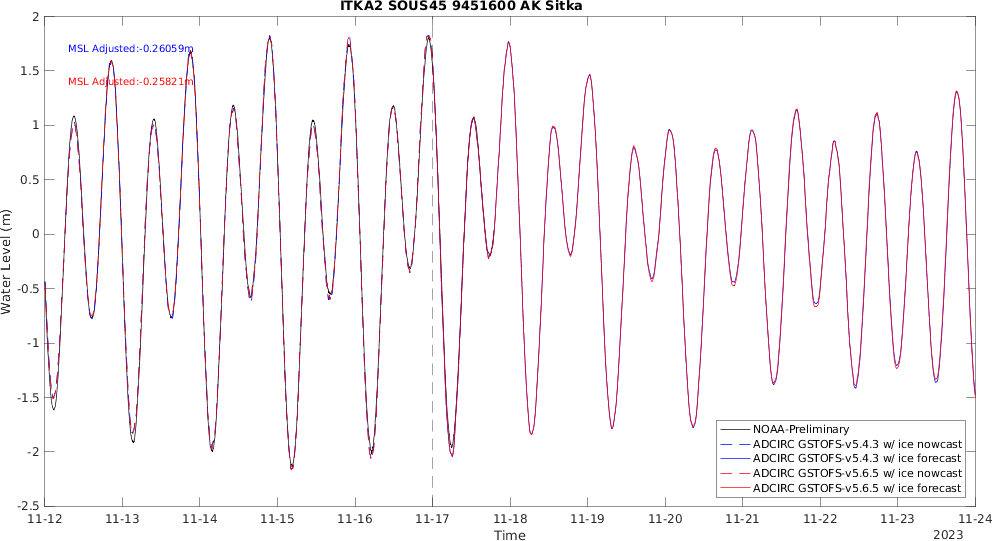 ITKA2 SOUS45 9451600 AK Sitka
2
1.5
1
0.5
0
-0.5
-1
-1.5
-2
-2.5
Water Level (m)
MSL Adjusted:-0.26059m
MSL Adjusted:-0.25821m
NOAA-Preliminary
ADCIRC GSTOFS-v5.4.3 w/ ice nowcast
ADCIRC GSTOFS-v5.4.3 w/ ice forecast
ADCIRC GSTOFS-v5.6.5 w/ ice nowcast
ADCIRC GSTOFS-v5.6.5 w/ ice forecast
11-12 11-13 11-14 11-15 11-16 11-17 11-18 11-19 11-20 11-21 11-22 11-23 11-24
Time
2023